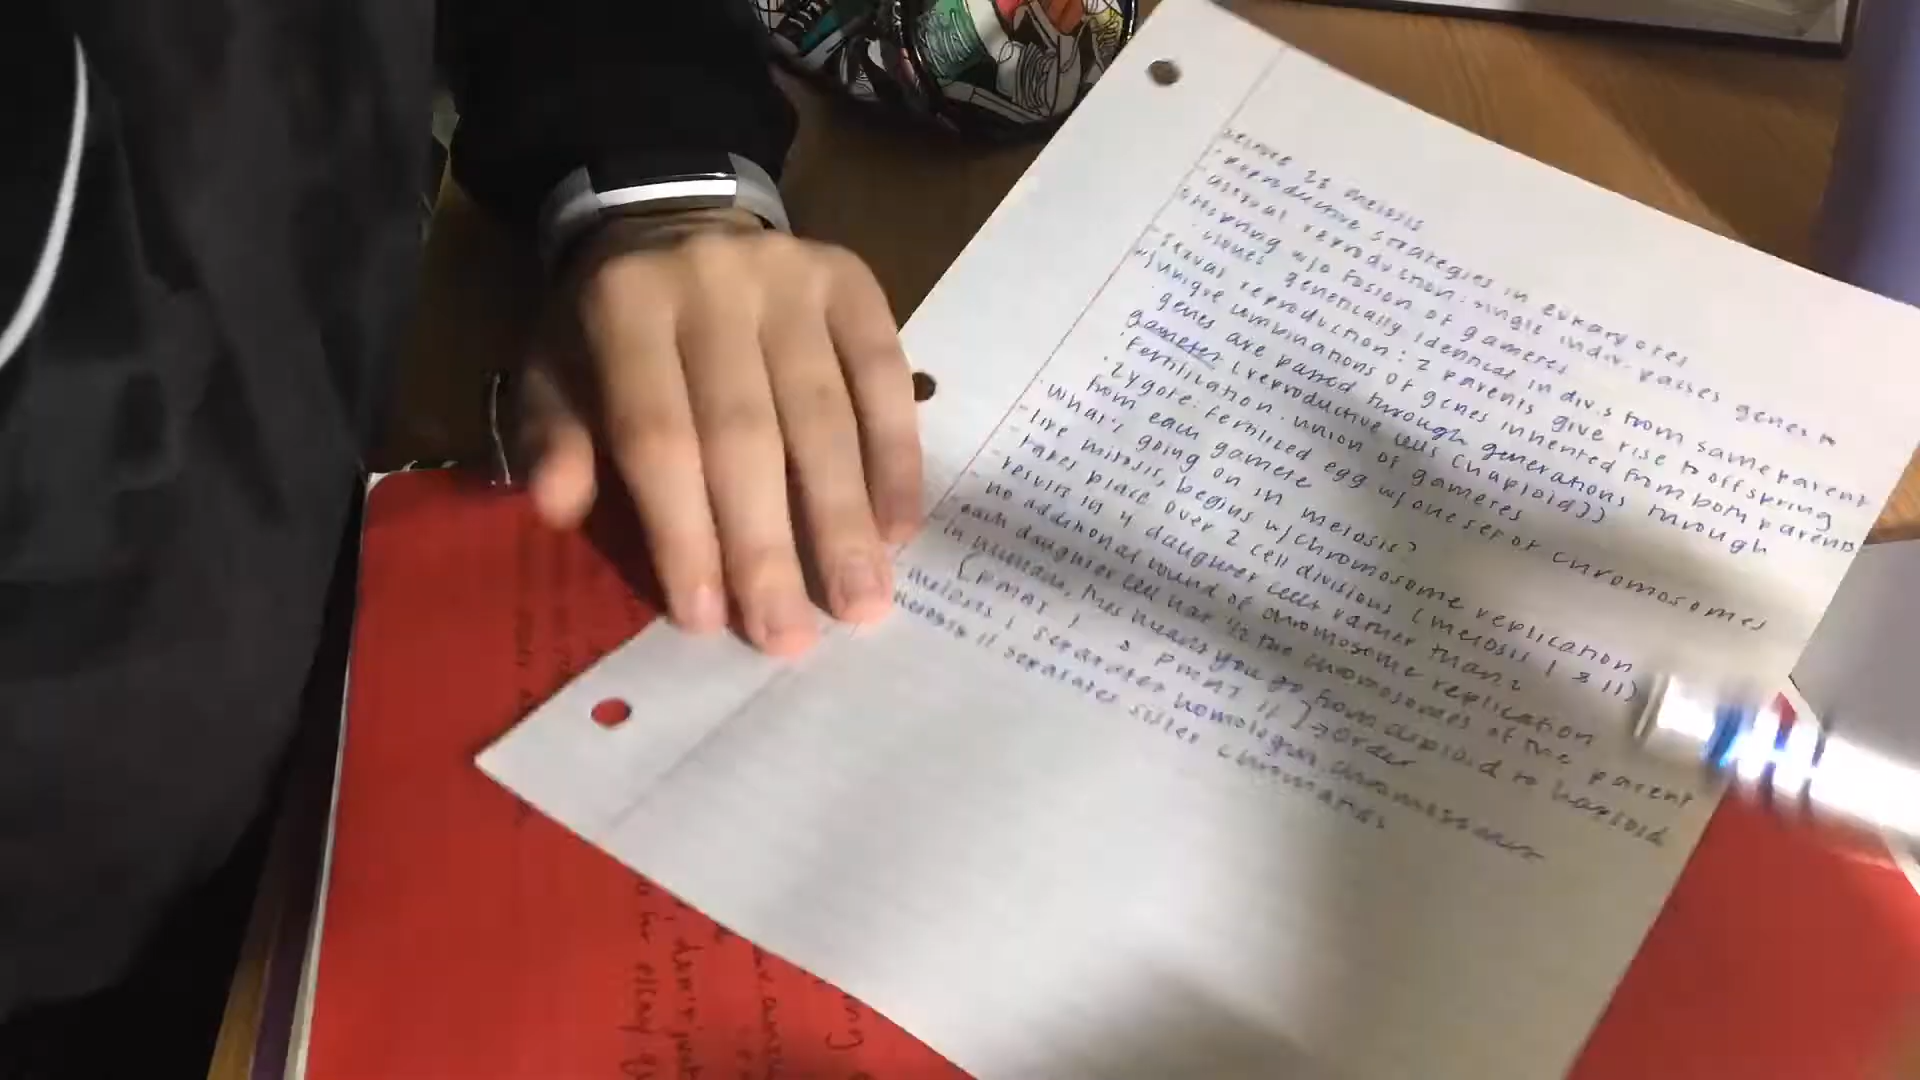 lecture 28 meiosis
· reproductive strategies in eukaryotes
- asexual reproduction: single indiv. passes genes to
offspring w/o fusion of gametes
· clones: genetically identical indiv.s from same parent
- sexual reproduction: 2 parents give rise to offspring
w/ unique combinations of genes inherited from both parents
· genes are passed through generations through
gametes (reproductive cells (haploid))
· fertilization: union of gametes
· zygote: fertilized egg w/ one set of chromosomes
from each gamete
· what's going on in meiosis?
- like mitosis, begins w/ chromosome replication
- takes place over 2 cell divisions (meiosis I & II)
- results in 4 daughter cells rather than 2
- no additional round of chromosome replication
- each daughter cell has 1/2 the chromosomes of the parent
in humans, this means you go from diploid to haploid
(PMAT I & PMAT II) → order
meiosis I separates homologous chromosomes
meiosis II separates sister chromatids